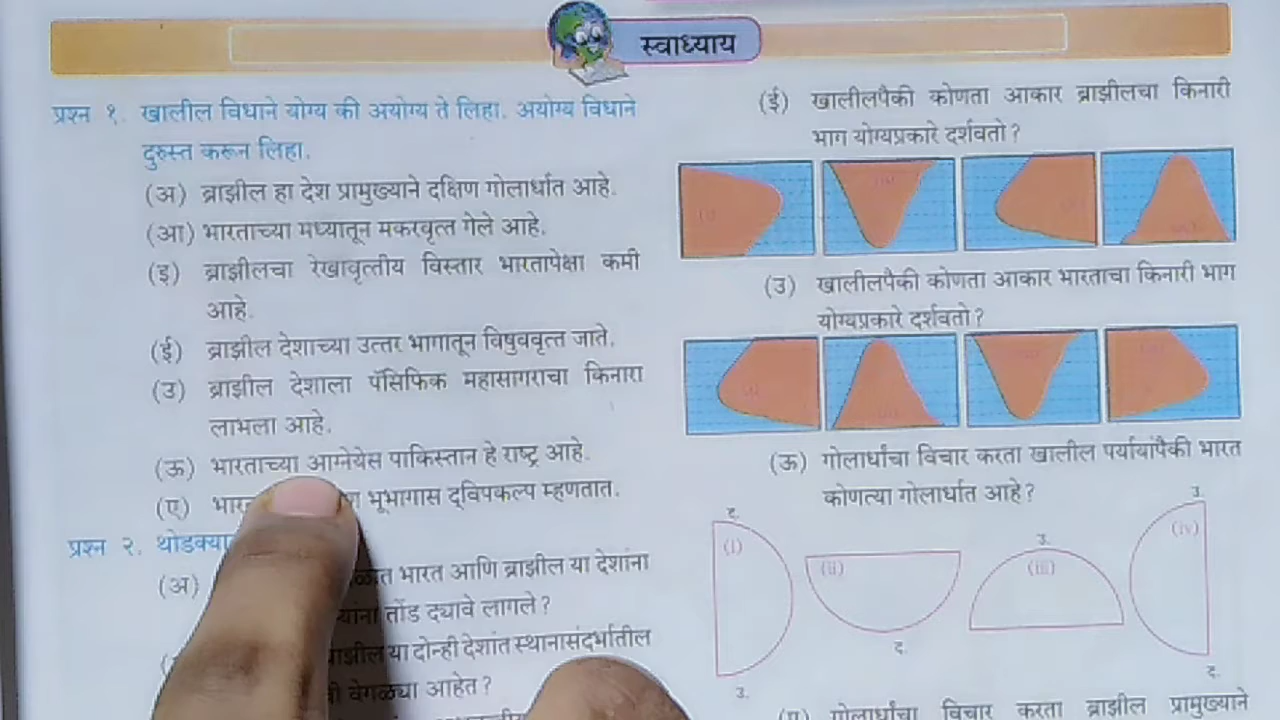 स्वाध्याय
प्रश्न १. खालील विधाने योग्य की अयोग्य ते लिहा. अयोग्य विधाने
दुरुस्त करून लिहा.
(अ) ब्राझील हा देश प्रामुख्याने दक्षिण गोलार्धात आहे.
(आ) भारताच्या मध्यातून मकरवृत्त गेले आहे.
(इ) ब्राझीलचा रेखावृत्तीय विस्तार भारतापेक्षा कमी
आहे.
(ई) ब्राझील देशाच्या उत्तर भागातून विषुववृत्त जाते.
(उ) ब्राझील देशाला पॅसिफिक महासागराचा किनारा
लाभला आहे.
(ऊ) भारताच्या आग्नेयेस पाकिस्तान हे राष्ट्र आहे.
(ए) भूभागास द्विपकल्प म्हणतात.
प्रश्न २.
(अ) भारत आणि ब्राझील या देशांना
तोंड द्यावे लागले?
या दोन्ही देशांत स्थानासंदर्भातील
वेगळ्या आहेत?
(ई) खालीलपैकी कोणता आकार ब्राझीलचा किनारी
भाग योग्यप्रकारे दर्शवतो?
(उ) खालीलपैकी कोणता आकार भारताचा किनारी भाग
योग्यप्रकारे दर्शवतो?
(ऊ) गोलार्धांचा विचार करता खालील पर्यायांपैकी भारत
कोणत्या गोलार्धात आहे?
(i) (ii) (iii) (iv)
गोलार्धांचा विचार करता ब्राझील प्रामुख्याने